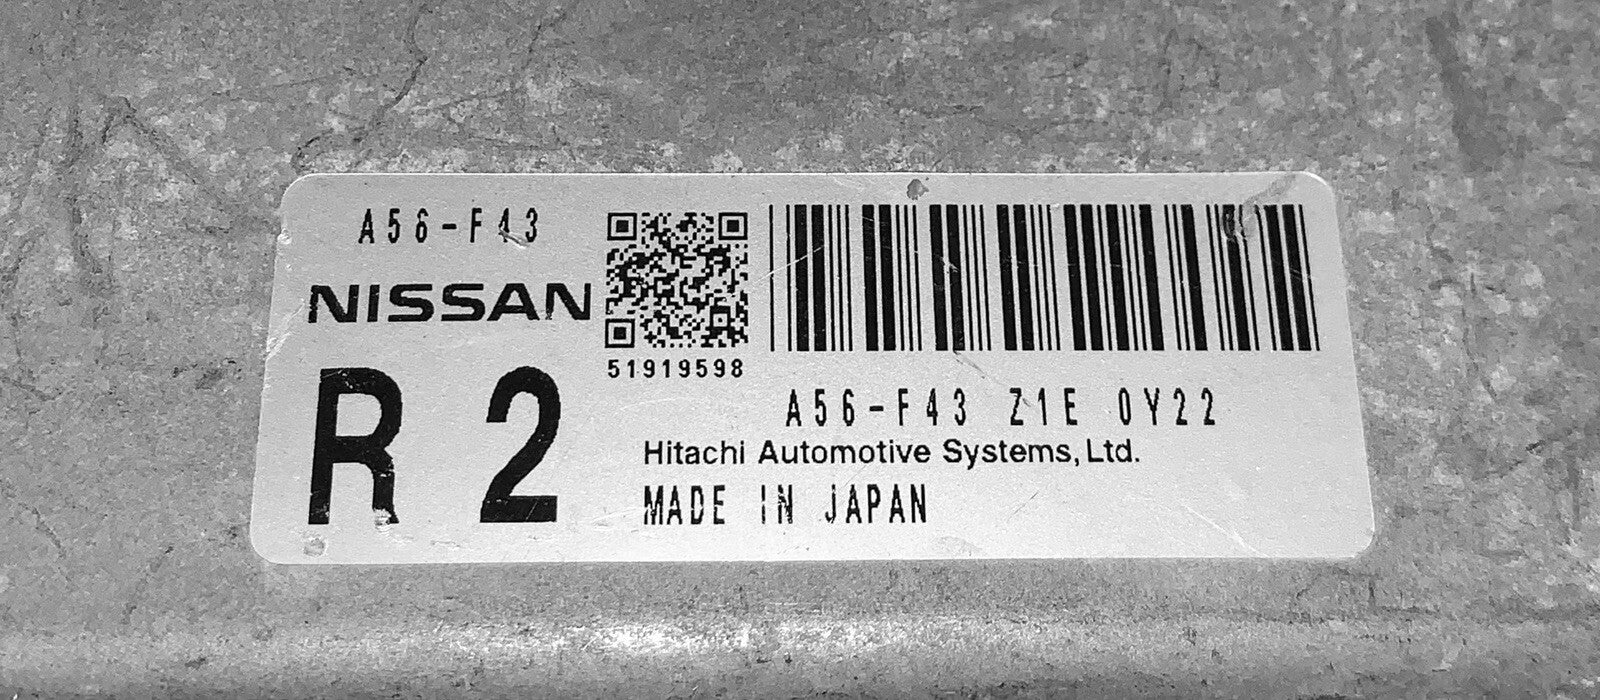 A56-F43
NISSAN
R 2
51919598
A56-F43 Z1E 0Y22
Hitachi Automotive Systems, Ltd.
MADE IN JAPAN